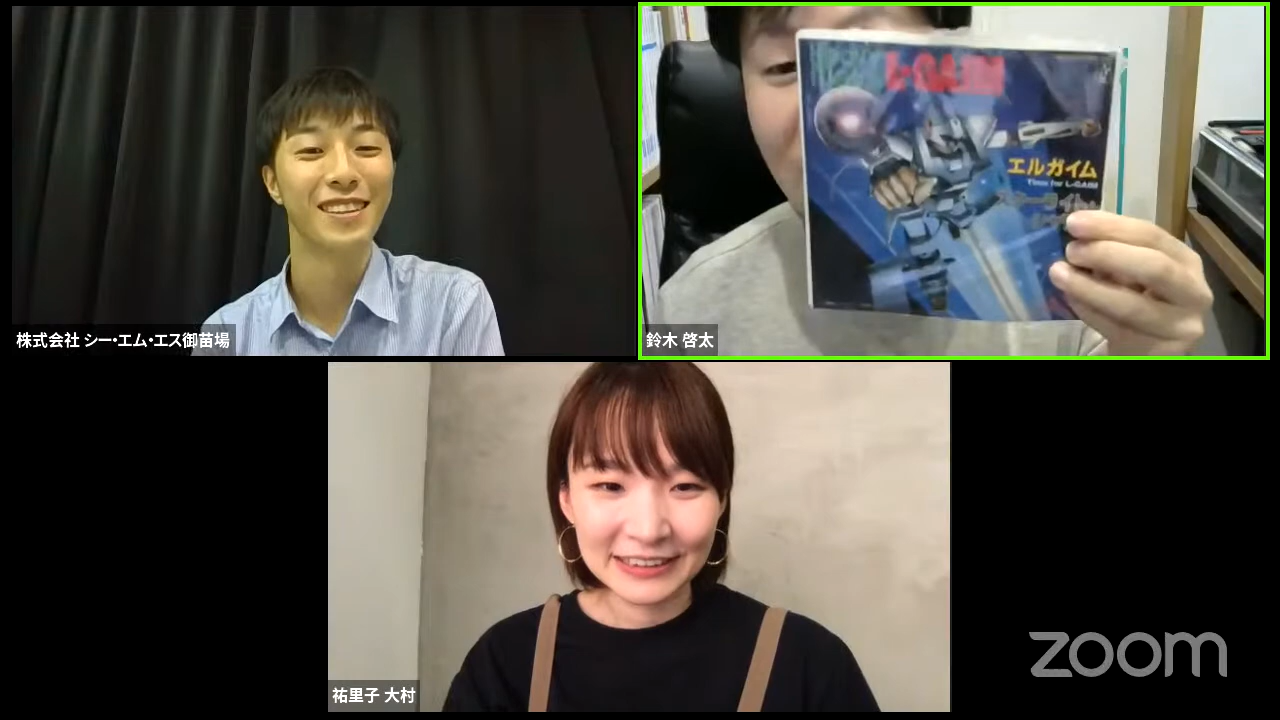 株式会社 シー・エム・エス御苗場
L-GAIM
エルガイム
Time for L-GAIM
鈴木 啓太
祐里子 大村
zoom